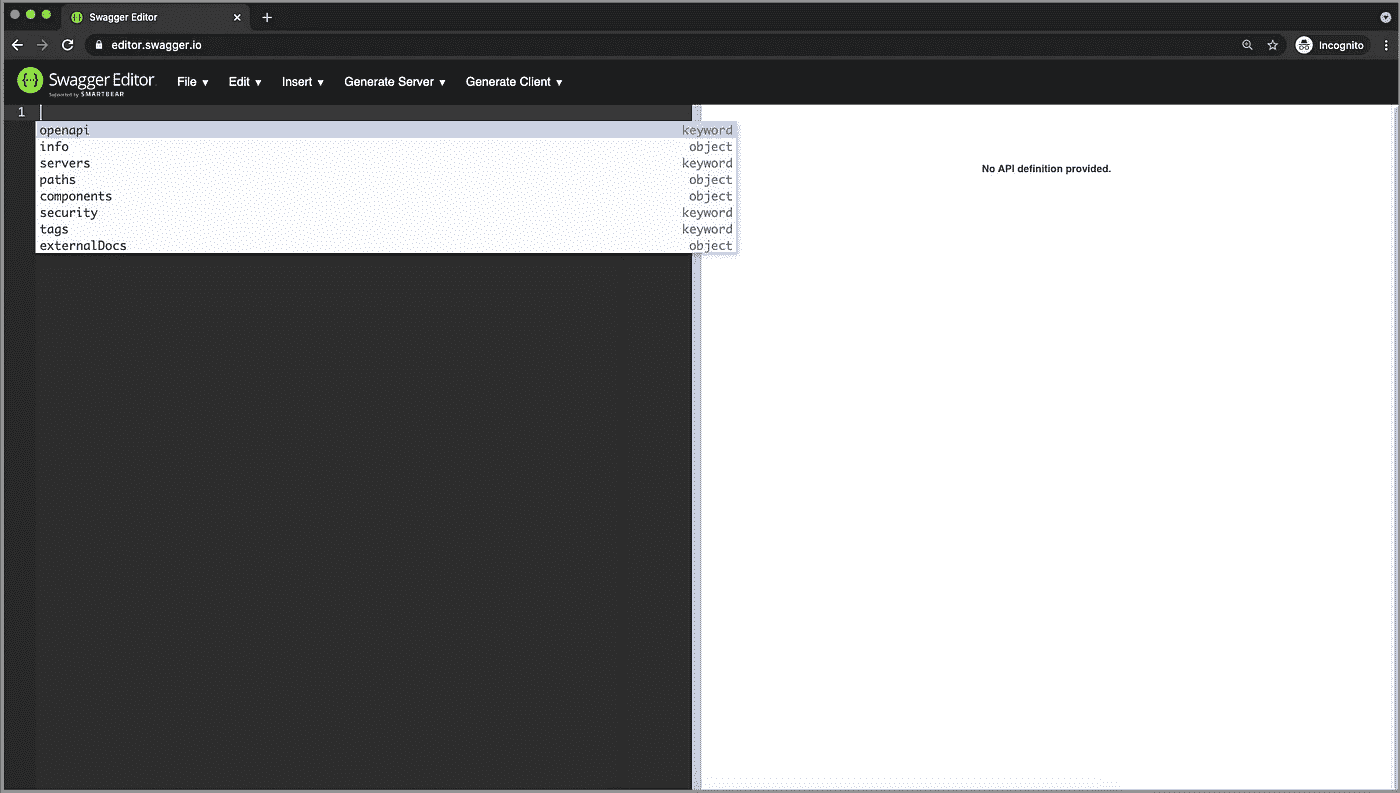 Swagger Editor
editor.swagger.io
Incognito
Swagger Editor
Supported by SMARTBEAR
File ▾ Edit ▾ Insert ▾ Generate Server ▾ Generate Client ▾
1
openapi keyword
info object
servers keyword
paths object
components object
security keyword
tags keyword
externalDocs object
No API definition provided.